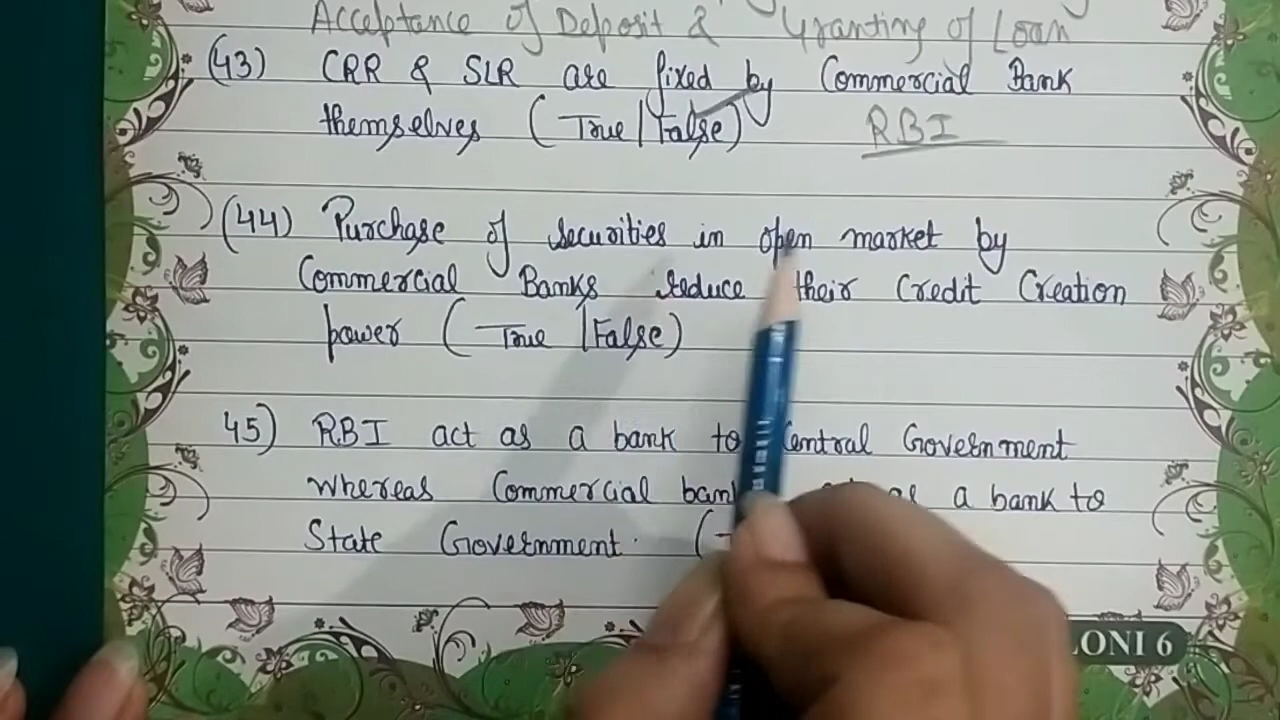 Acceptance of Deposit & Granting of Loan
(43) CRR & SLR are fixed by Commercial Bank
themselves (True/False) RBI
(44) Purchase of securities in open market by
Commercial Banks reduce their Credit Creation
power (True/False)
45) RBI act as a bank to Central Government
whereas Commercial bank as a bank to
State Government. (
ONI 6